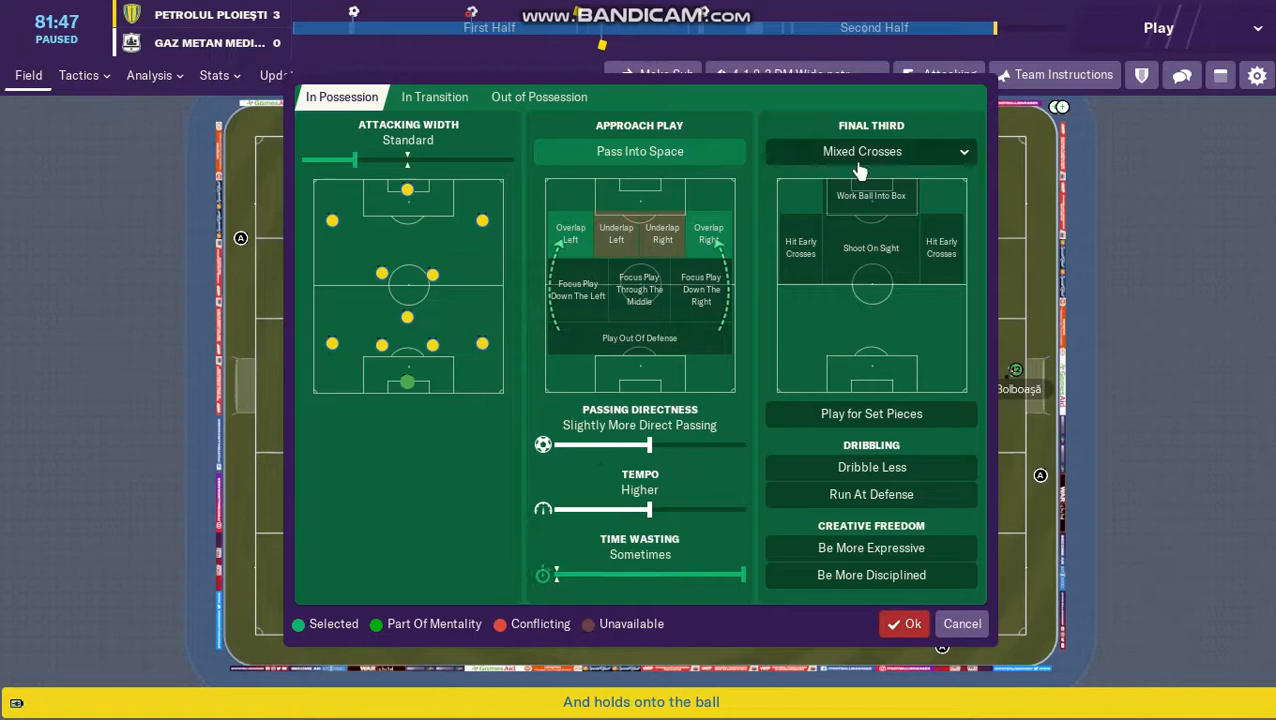 81:47
PAUSED
PETROLUL PLOIEȘTI 3
GAZ METAN MEDI... 0
www.BANDICAM.com
First Half
Second Half
Play
Field
Tactics
Analysis
Stats
Make Sub
Attacking
Team Instructions
In Possession
In Transition
Out of Possession
ATTACKING WIDTH
Standard
APPROACH PLAY
Pass Into Space
Overlap Left
Underlap Left
Underlap Right
Overlap Right
Focus Play Down The Left
Focus Play Through The Middle
Focus Play Down The Right
Play Out Of Defense
PASSING DIRECTNESS
Slightly More Direct Passing
TEMPO
Higher
TIME WASTING
Sometimes
FINAL THIRD
Mixed Crosses
Work Ball Into Box
Hit Early Crosses
Shoot On Sight
Hit Early Crosses
Play for Set Pieces
DRIBBLING
Dribble Less
Run At Defense
CREATIVE FREEDOM
Be More Expressive
Be More Disciplined
Selected
Part Of Mentality
Conflicting
Unavailable
Ok
Cancel
A
A
Bolboașă
And holds onto the ball